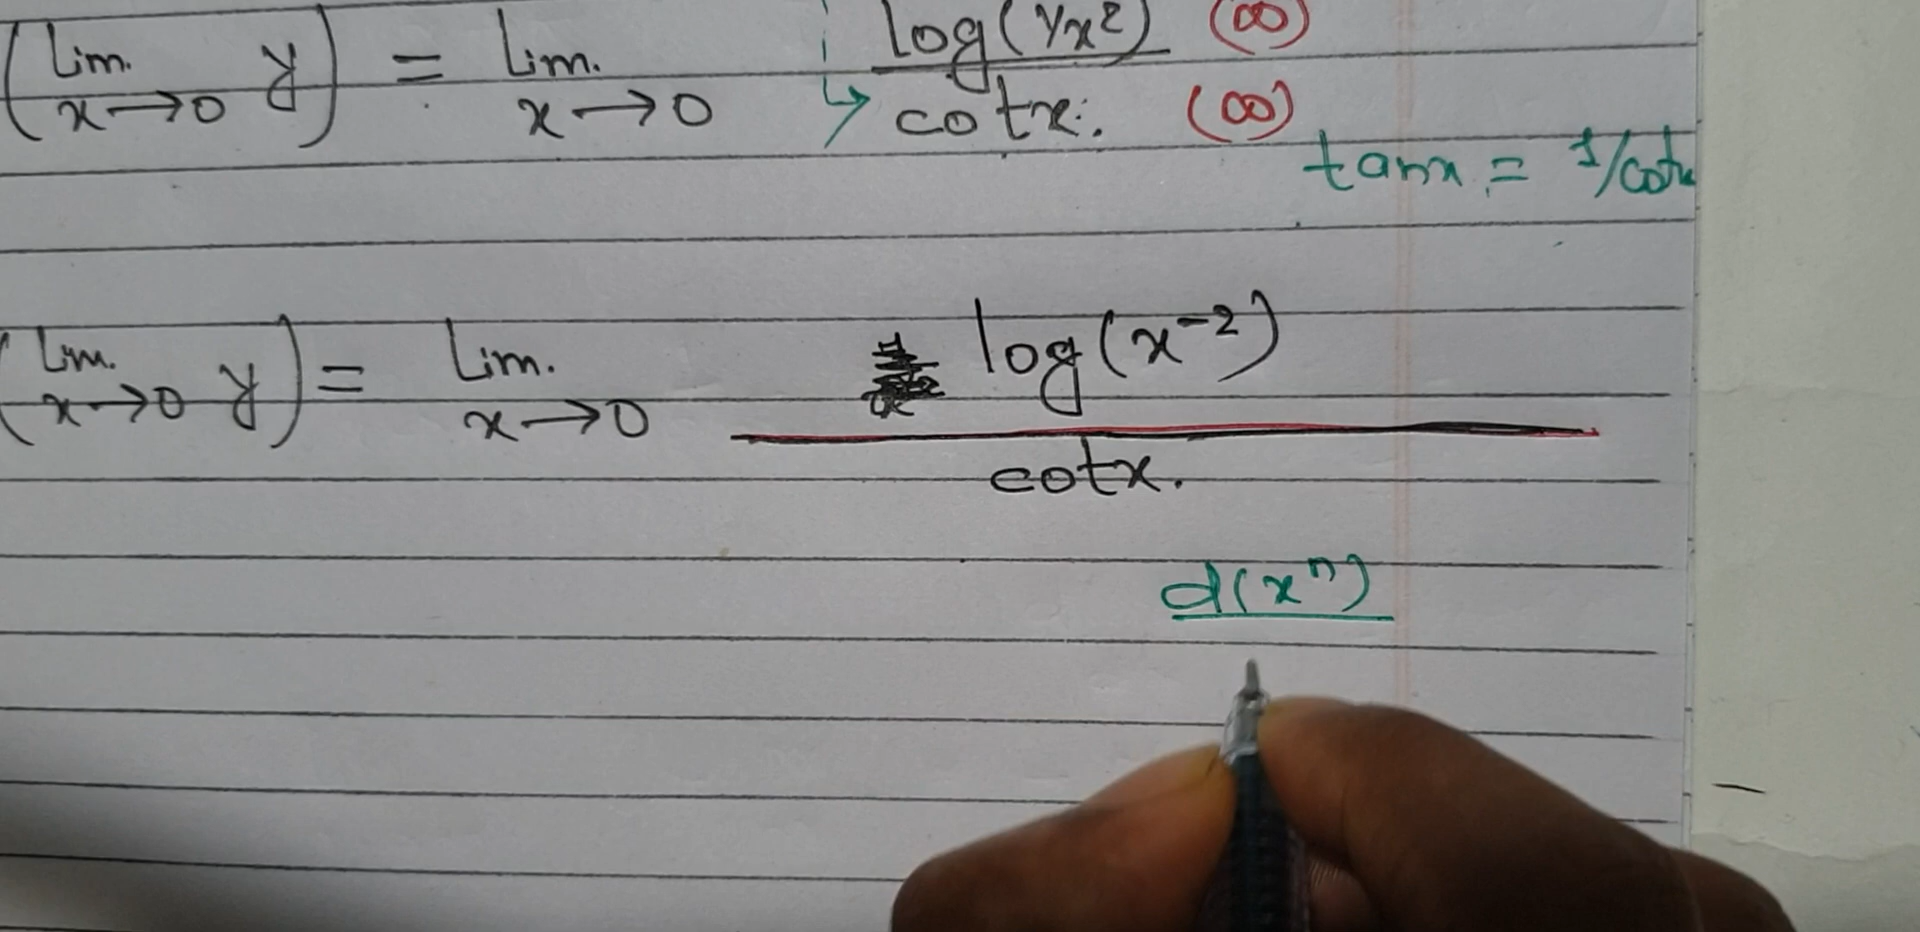 (Lim. x→0 y) = Lim. x→0 log(1/x²) (∞)
cotx. (∞)
tanx = 1/cotx
(Lim. x→0 y) = Lim. x→0 log(x⁻²)
cotx.
d(xⁿ)